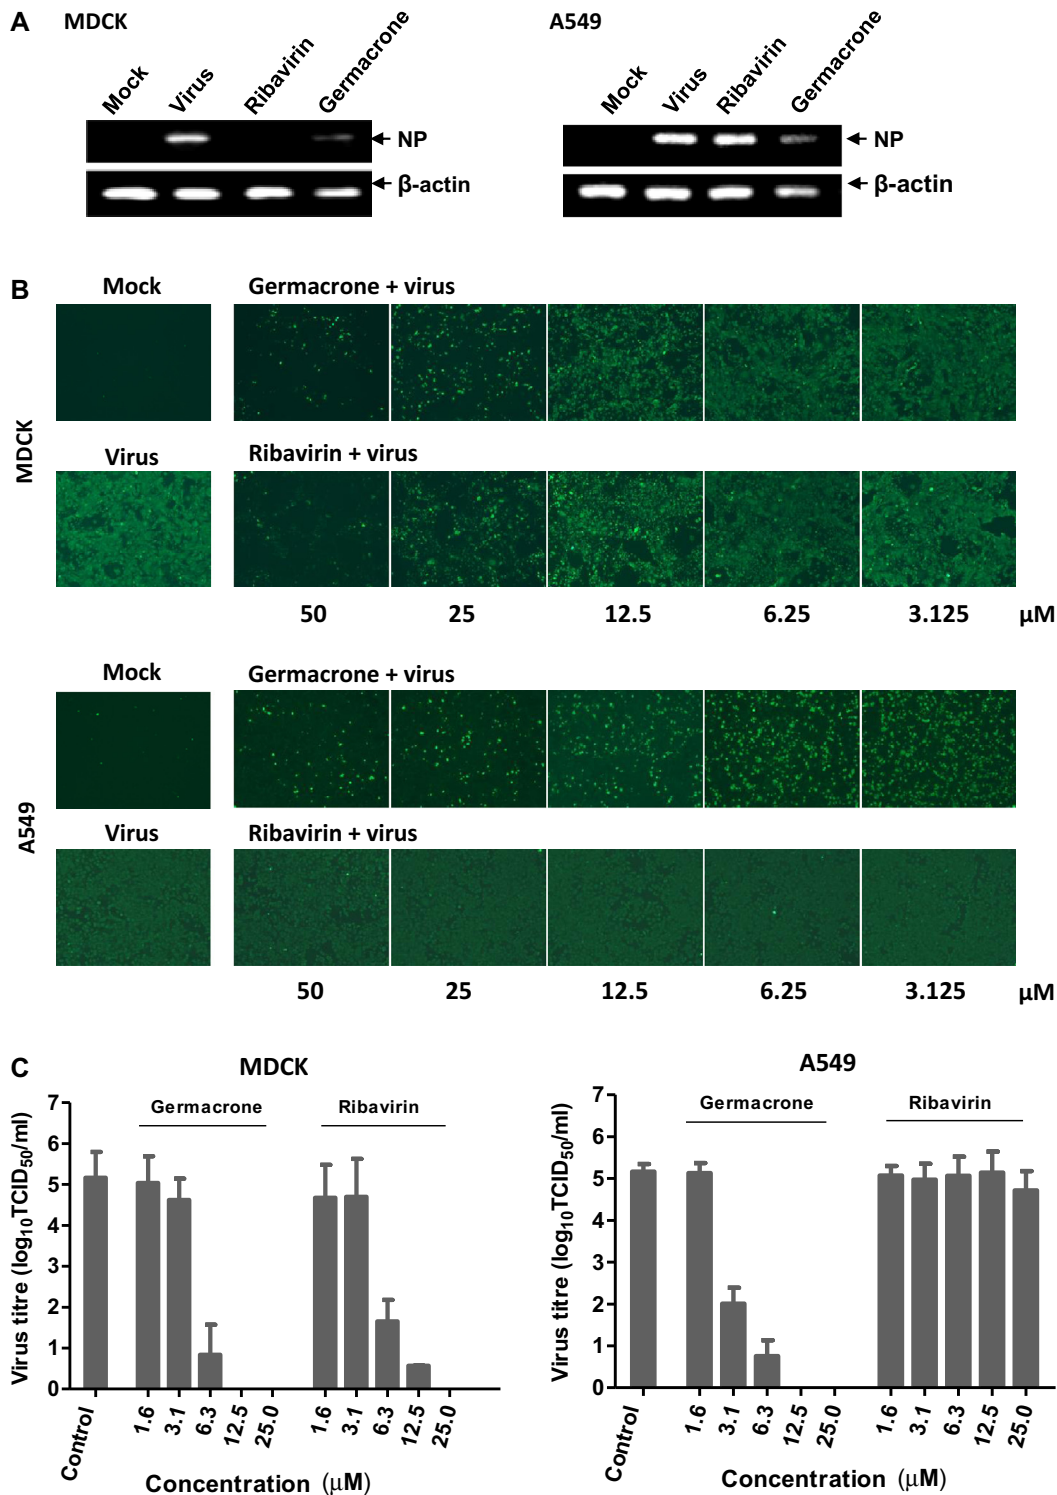 A MDCK A549
Mock Virus Ribavirin Germacrone Mock Virus Ribavirin Germacrone
NP NP
β-actin β-actin
B Mock Germacrone + virus
MDCK
Virus Ribavirin + virus
50 25 12.5 6.25 3.125 μM
Mock Germacrone + virus
A549
Virus Ribavirin + virus
50 25 12.5 6.25 3.125 μM
C MDCK
Germacrone Ribavirin
Virus titre (log₁₀TCID₅₀/ml)
7
6
5
4
3
2
1
0
Control 1.6 3.1 6.3 12.5 25.0 1.6 3.1 6.3 12.5 25.0
Concentration (μM)
A549
Germacrone Ribavirin
Virus titre (log₁₀TCID₅₀/ml)
7
6
5
4
3
2
1
0
Control 1.6 3.1 6.3 12.5 25.0 1.6 3.1 6.3 12.5 25.0
Concentration (μM)